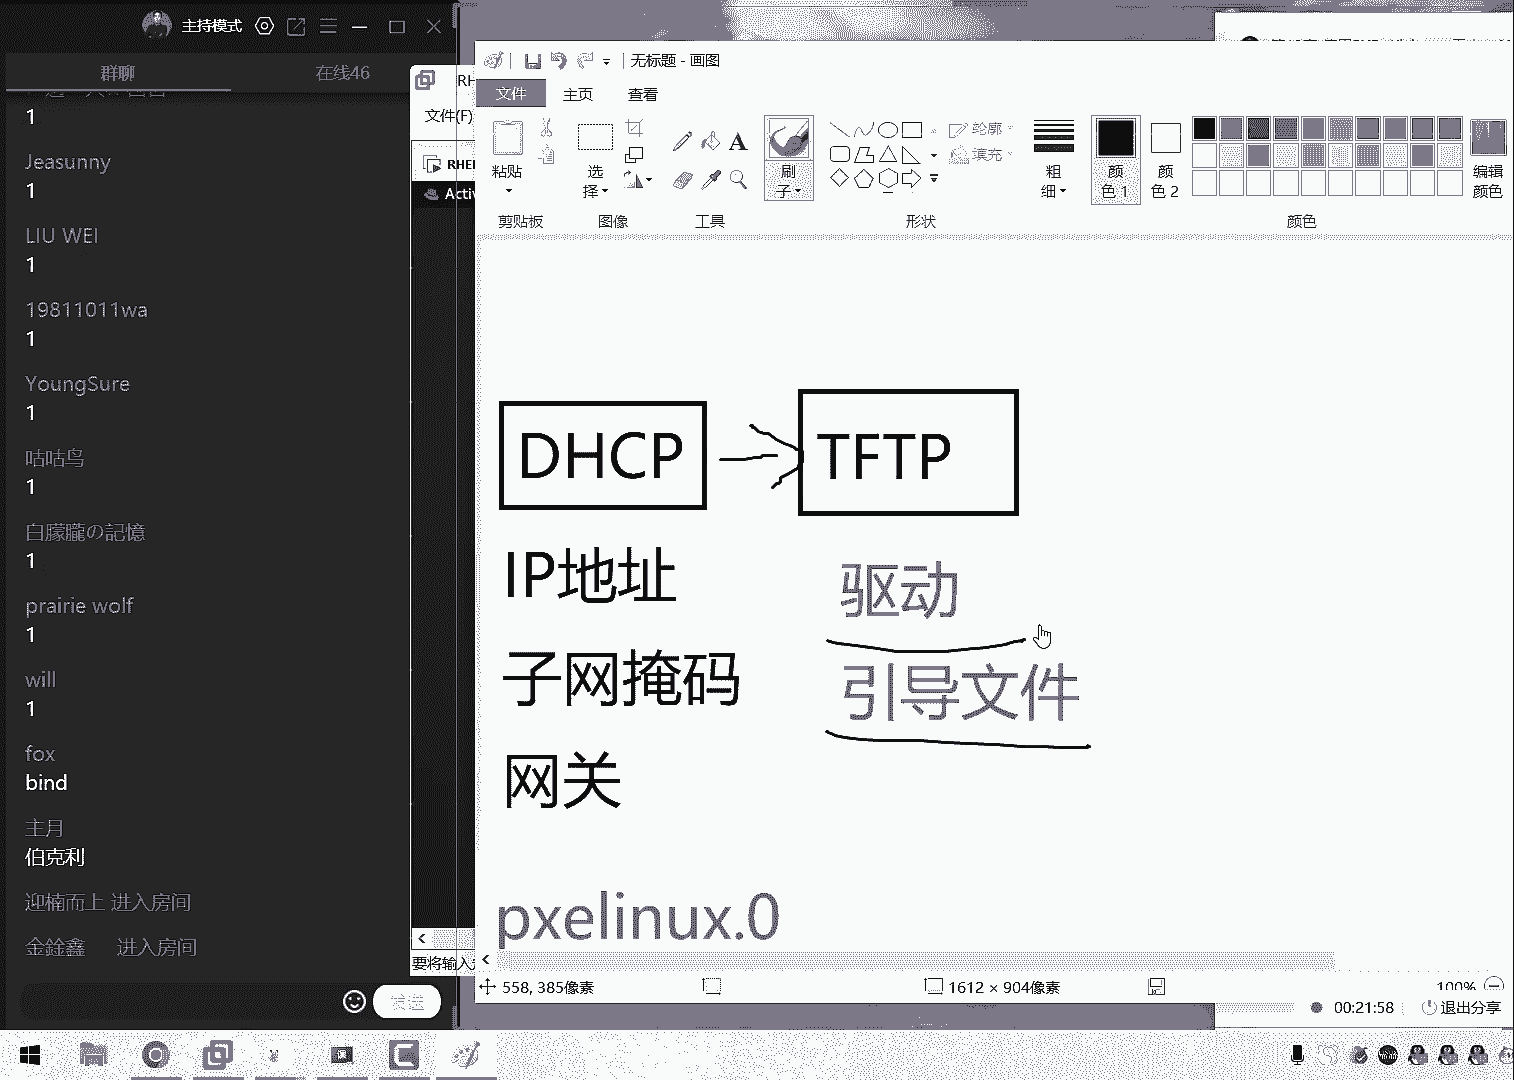 主持模式
群聊
在线46
1
Jeasunny
1
LIU WEI
1
19811011wa
1
YoungSure
1
咕咕鸟
1
白朦朧の記憶
1
prairie wolf
1
will
1
fox
bind
主月
伯克利
迎楠而上 进入房间
金銓鑫 进入房间
发送
文件(F)
无标题 - 画图
文件
主页
查看
粘贴
选择
刷子
轮廓
填充
粗细
颜色 1
颜色 2
编辑颜色
剪贴板
图像
工具
形状
颜色
DHCP
TFTP
IP地址
驱动
子网掩码
引导文件
网关
pxelinux.0
558, 385像素
1612 × 904像素
100%
00:21:58
退出分享